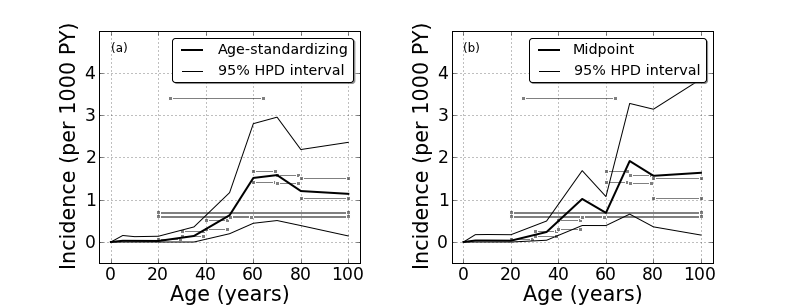 (a)
Age-standardizing
95% HPD interval
Incidence (per 1000 PY)
4
3
2
1
0
0 20 40 60 80 100
Age (years)
(b)
Midpoint
95% HPD interval
Incidence (per 1000 PY)
4
3
2
1
0
0 20 40 60 80 100
Age (years)